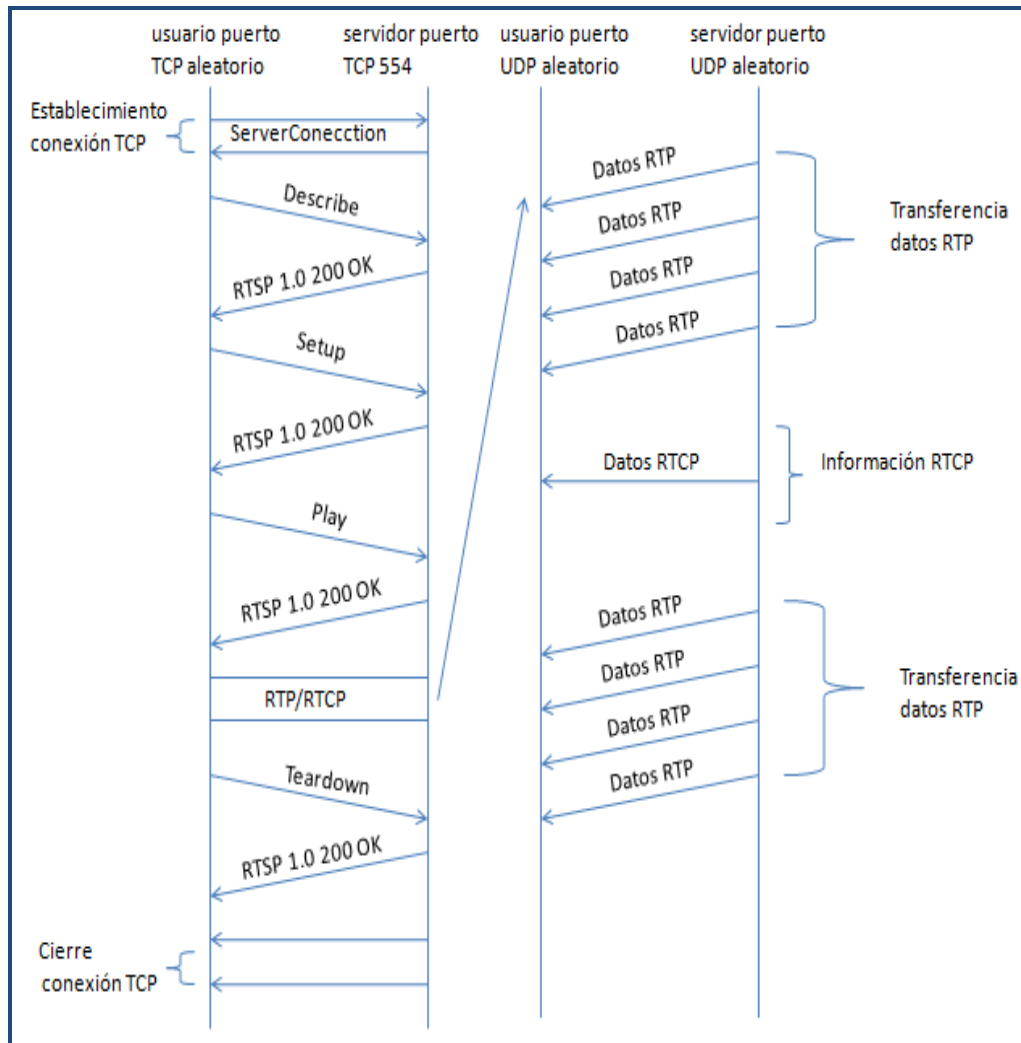 usuario puerto
TCP aleatorio
servidor puerto
TCP 554
usuario puerto
UDP aleatorio
servidor puerto
UDP aleatorio
Establecimiento
conexión TCP
ServerConecction
Describe
RTSP 1.0 200 OK
Setup
RTSP 1.0 200 OK
Play
RTSP 1.0 200 OK
RTP/RTCP
Teardown
RTSP 1.0 200 OK
Cierre
conexión TCP
Datos RTP
Datos RTP
Datos RTP
Datos RTP
Transferencia
datos RTP
Datos RTCP
Información RTCP
Datos RTP
Datos RTP
Datos RTP
Datos RTP
Transferencia
datos RTP